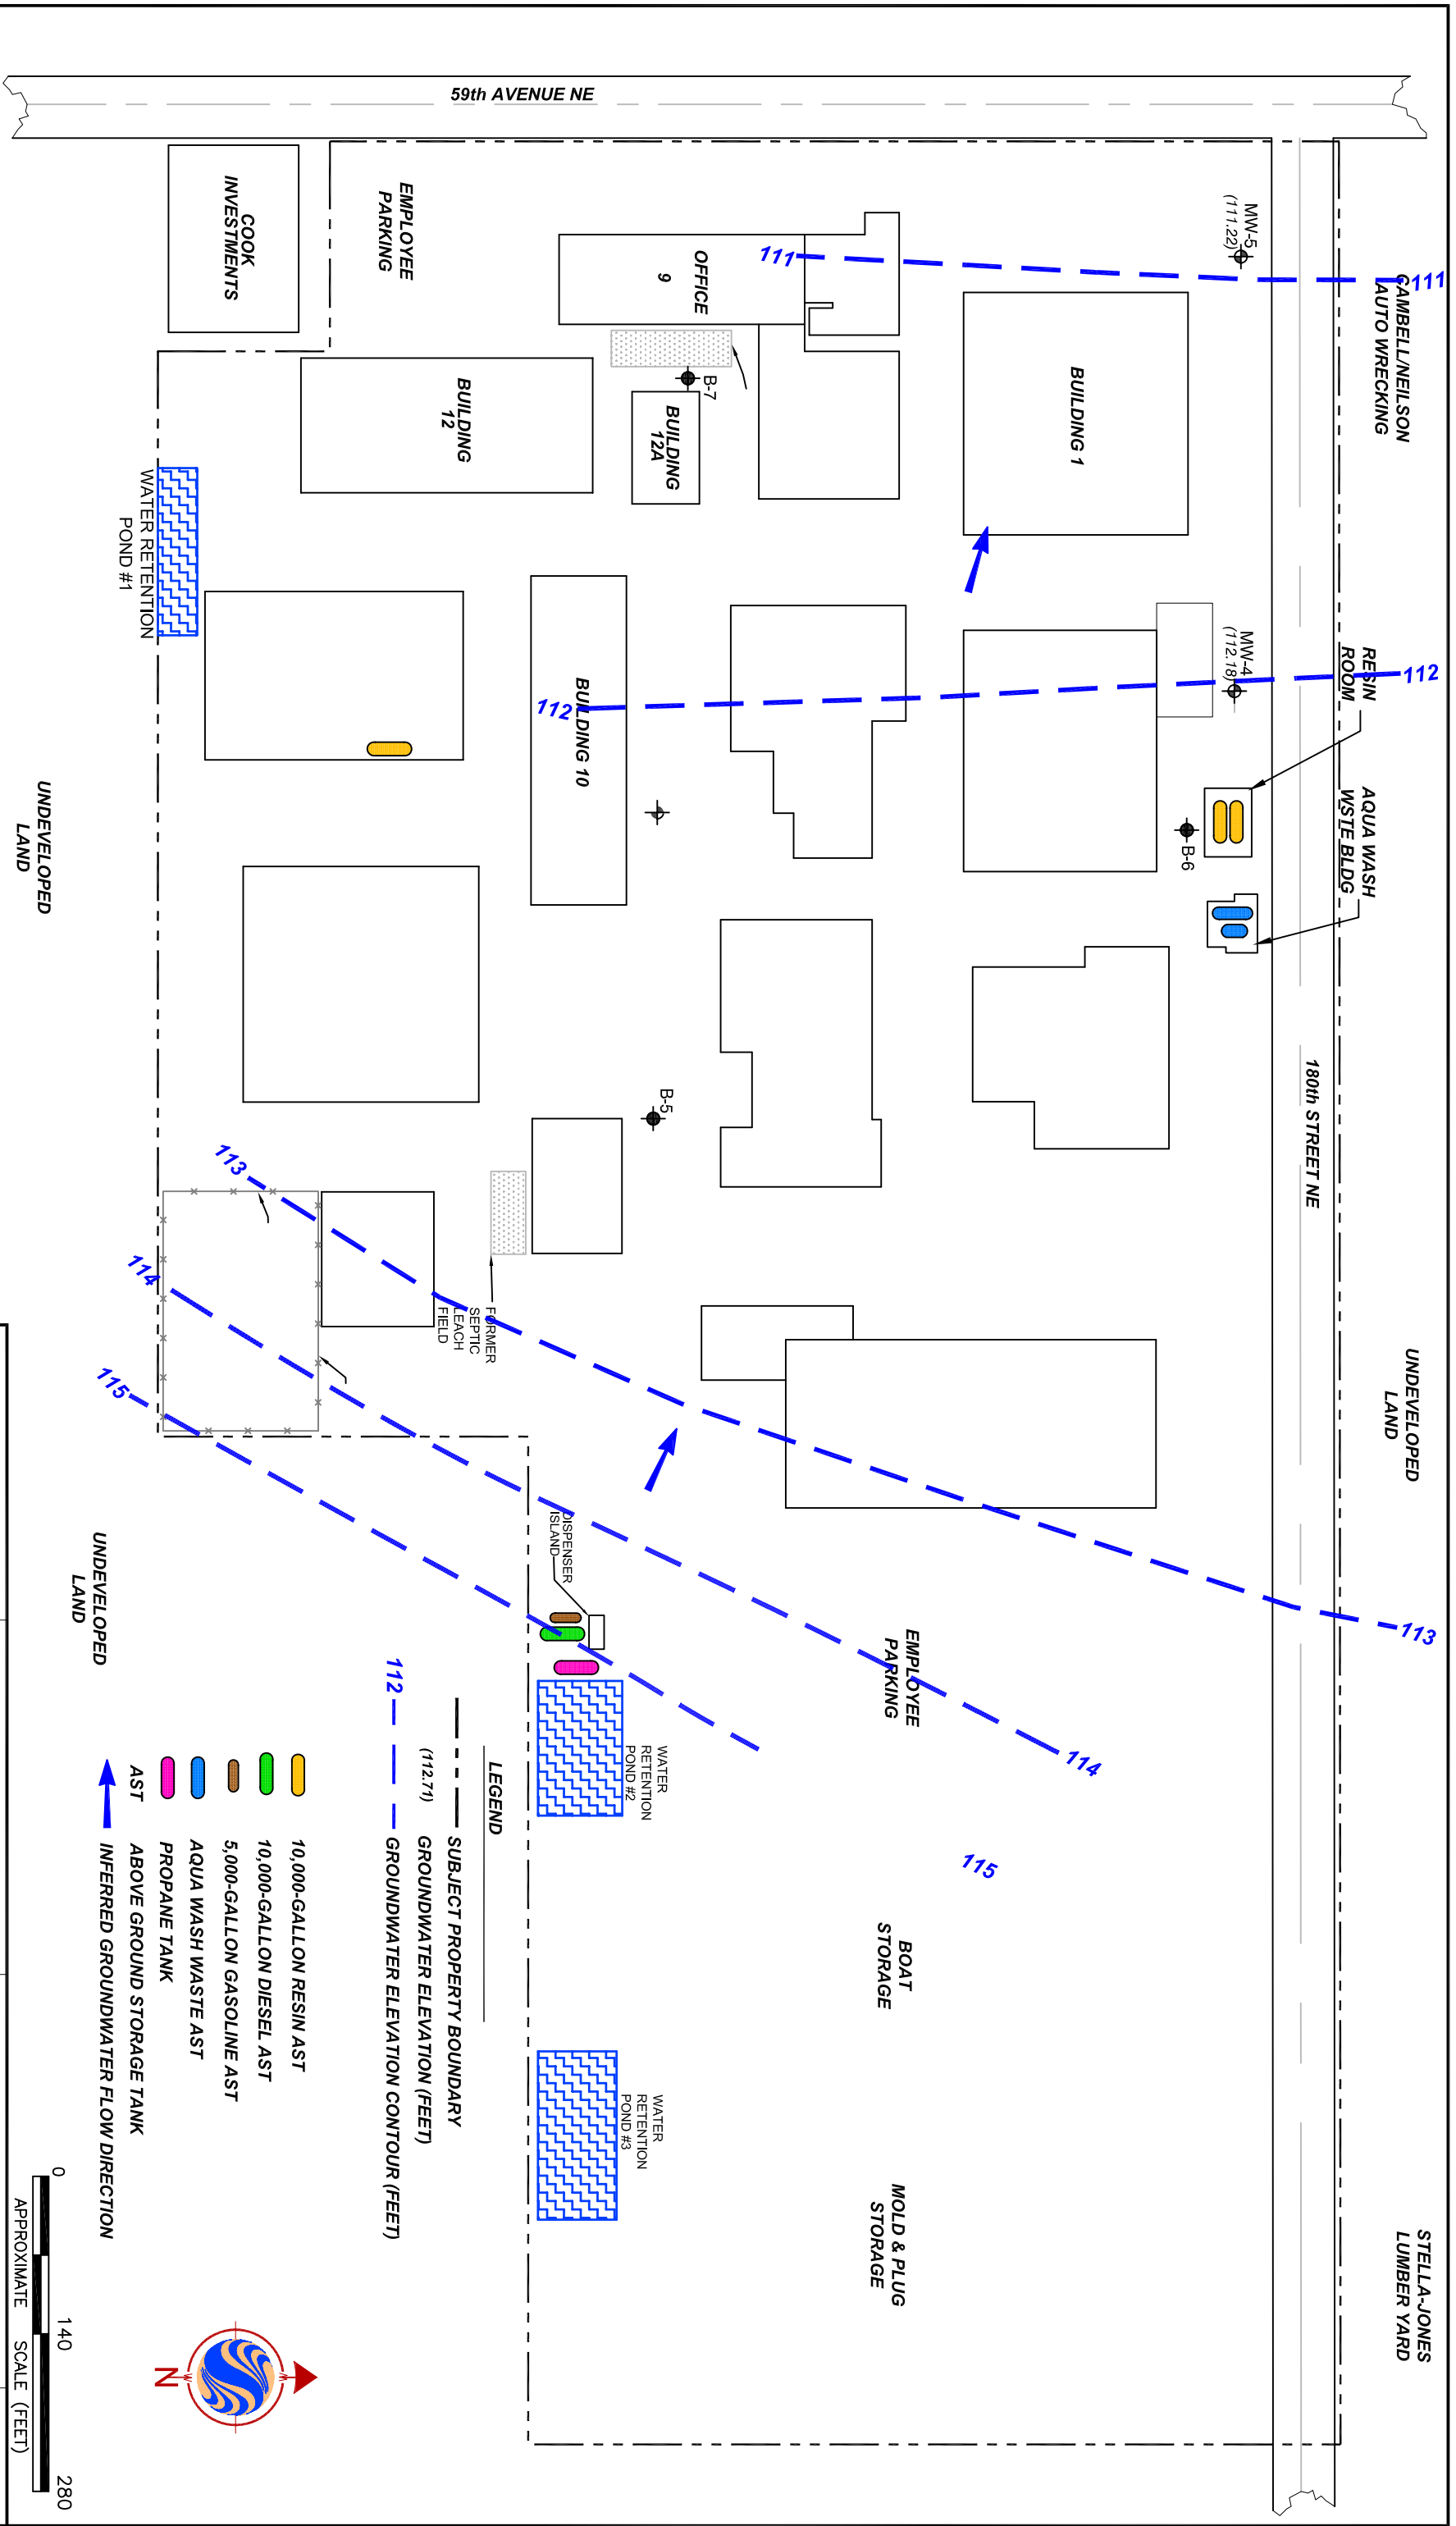 59th AVENUE NE
CAMBELL/NEILSON
AUTO WRECKING
111
MW-5
(111.22)
111
EMPLOYEE
PARKING
COOK
INVESTMENTS
OFFICE
9
BUILDING 1
B-7
BUILDING
12A
BUILDING
12
WATER RETENTION
POND #1
RESIN
ROOM
112
MW-4
(112.18)
112
BUILDING 10
AQUA WASH
WSTE BLDG
B-6
UNDEVELOPED
LAND
180th STREET NE
B-5
113
114
115
FORMER
SEPTIC
LEACH
FIELD
UNDEVELOPED
LAND
113
DISPENSER
ISLAND
EMPLOYEE
PARKING
114
UNDEVELOPED
LAND
WATER
RETENTION
POND #2
115
BOAT
STORAGE
WATER
RETENTION
POND #3
MOLD & PLUG
STORAGE
STELLA-JONES
LUMBER YARD
LEGEND
SUBJECT PROPERTY BOUNDARY
(112.71) GROUNDWATER ELEVATION (FEET)
112 GROUNDWATER ELEVATION CONTOUR (FEET)
10,000-GALLON RESIN AST
10,000-GALLON DIESEL AST
5,000-GALLON GASOLINE AST
AQUA WASH WASTE AST
PROPANE TANK
AST ABOVE GROUND STORAGE TANK
INFERRED GROUNDWATER FLOW DIRECTION
N
0 140 280
APPROXIMATE SCALE (FEET)